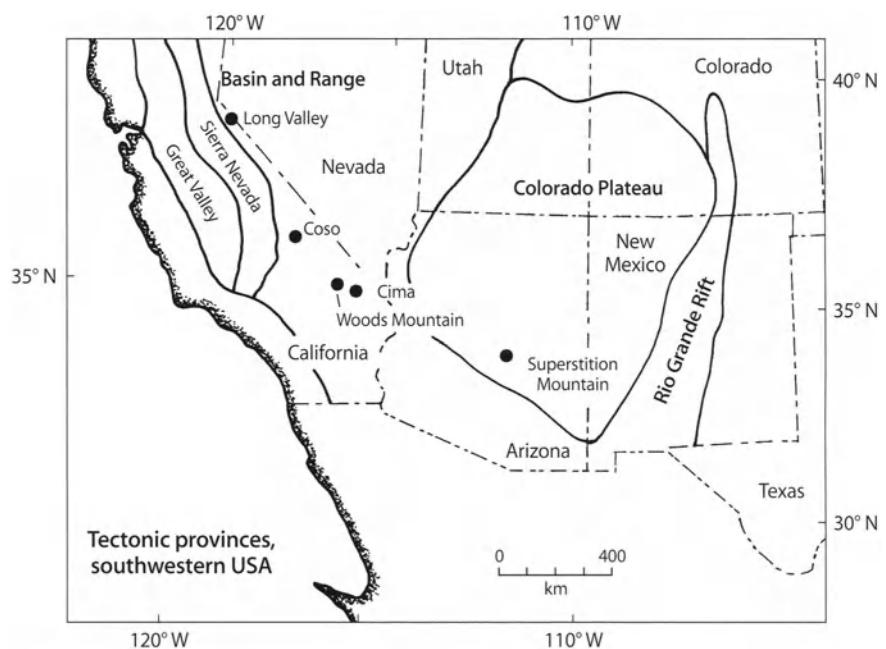 120° W
110° W
Utah
Colorado
40° N
Basin and Range
Long Valley
Sierra Nevada
Great Valley
Nevada
Colorado Plateau
Coso
New
Mexico
35° N
Cima
Woods Mountain
35° N
California
Superstition
Mountain
Rio Grande Rift
Arizona
Texas
Tectonic provinces,
southwestern USA
0
400
km
30° N
120° W
110° W